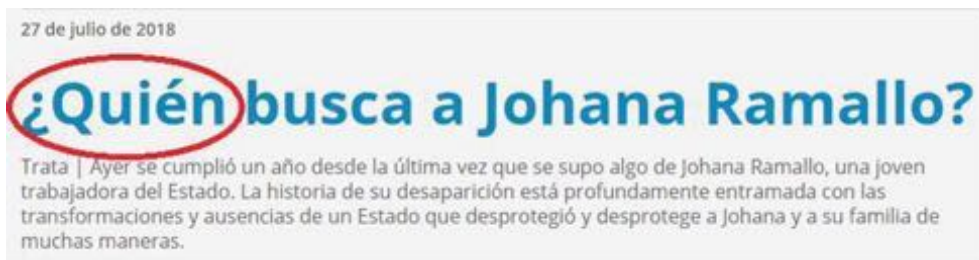 27 de julio de 2018
¿Quién busca a Johana Ramallo?
Trata | Ayer se cumplió un año desde la última vez que se supo algo de Johana Ramallo, una joven
trabajadora del Estado. La historia de su desaparición está profundamente entramada con las
transformaciones y ausencias de un Estado que desprotegió y desprotege a Johana y a su familia de
muchas maneras.